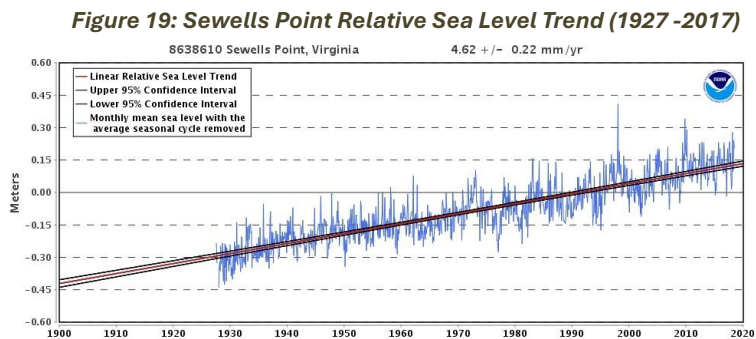 Figure 19: Sewells Point Relative Sea Level Trend (1927 -2017)
8638610 Sewells Point, Virginia 4.62 +/- 0.22 mm/yr
Linear Relative Sea Level Trend
Upper 95% Confidence Interval
Lower 95% Confidence Interval
Monthly mean sea level with the
average seasonal cycle removed
NOAA
Meters
0.60
0.45
0.30
0.15
0.00
-0.15
-0.30
-0.45
-0.60
1900 1910 1920 1930 1940 1950 1960 1970 1980 1990 2000 2010 2020